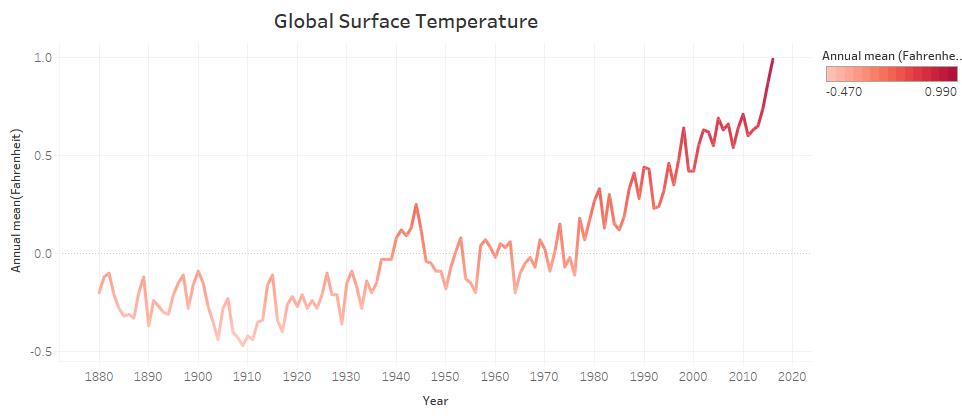 Global Surface Temperature
Annual mean (Fahrenhe..
-0.470 0.990
Annual mean(Fahrenheit)
1.0
0.5
0.0
-0.5
1880 1890 1900 1910 1920 1930 1940 1950 1960 1970 1980 1990 2000 2010 2020
Year